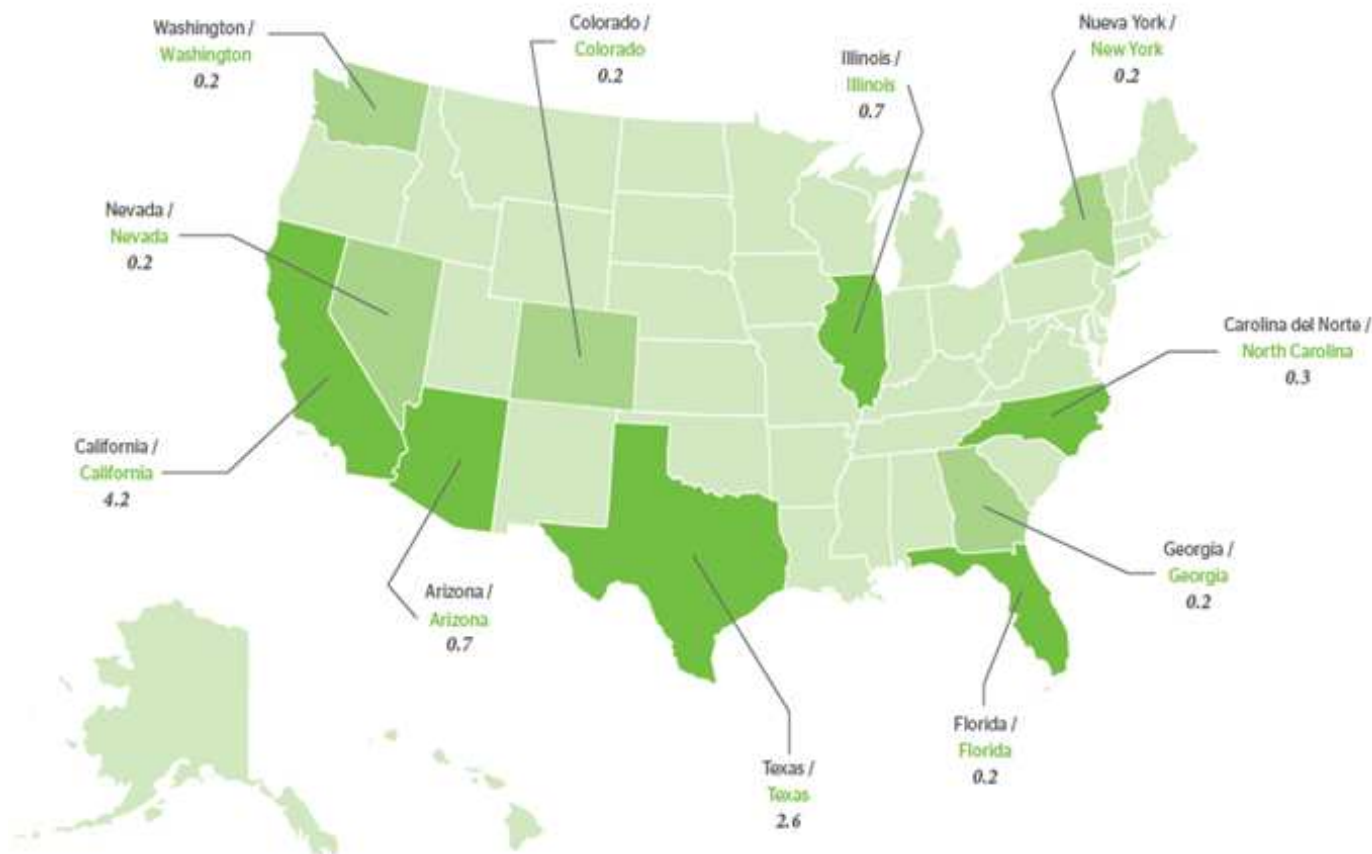 Washington /
Washington
0.2
Colorado /
Colorado
0.2
Illinois /
Illinois
0.7
Nueva York /
New York
0.2
Nevada /
Nevada
0.2
Carolina del Norte /
North Carolina
0.3
California /
California
4.2
Arizona /
Arizona
0.7
Georgia /
Georgia
0.2
Florida /
Florida
0.2
Texas /
Texas
2.6